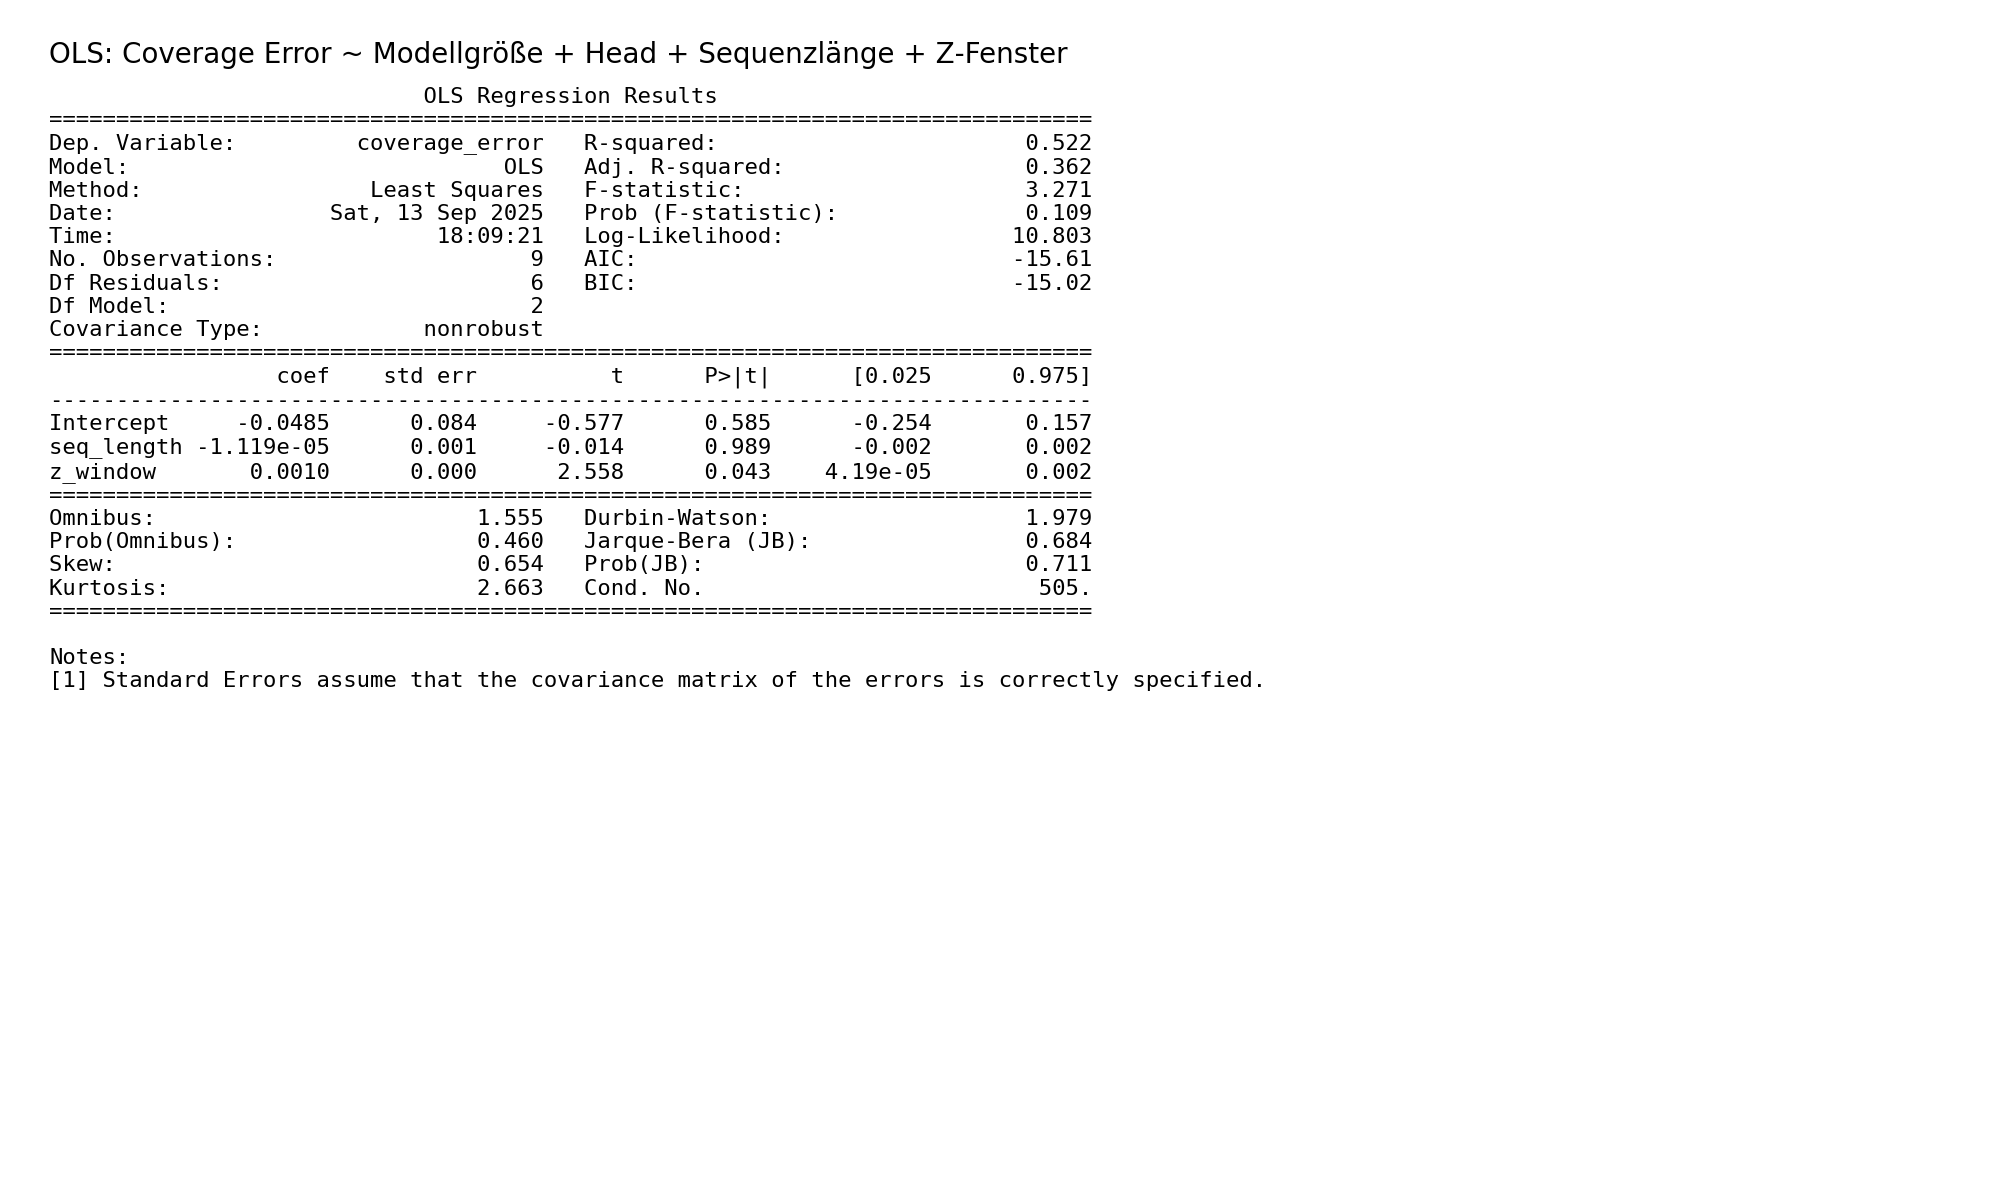 OLS: Coverage Error ~ Modellgröße + Head + Sequenzlänge + Z-Fenster
                            OLS Regression Results
==============================================================================
Dep. Variable:         coverage_error   R-squared:                       0.522
Model:                            OLS   Adj. R-squared:                  0.362
Method:                 Least Squares   F-statistic:                     3.271
Date:                Sat, 13 Sep 2025   Prob (F-statistic):              0.109
Time:                        18:09:21   Log-Likelihood:                 10.803
No. Observations:                   9   AIC:                            -15.61
Df Residuals:                       6   BIC:                            -15.02
Df Model:                           2
Covariance Type:            nonrobust
==============================================================================
                 coef    std err          t      P>|t|      [0.025      0.975]
------------------------------------------------------------------------------
Intercept     -0.0485      0.084     -0.577      0.585      -0.254       0.157
seq_length -1.119e-05      0.001     -0.014      0.989      -0.002       0.002
z_window       0.0010      0.000      2.558      0.043    4.19e-05       0.002
==============================================================================
Omnibus:                        1.555   Durbin-Watson:                   1.979
Prob(Omnibus):                  0.460   Jarque-Bera (JB):                0.684
Skew:                           0.654   Prob(JB):                        0.711
Kurtosis:                       2.663   Cond. No.                         505.
==============================================================================
Notes:
[1] Standard Errors assume that the covariance matrix of the errors is correctly specified.